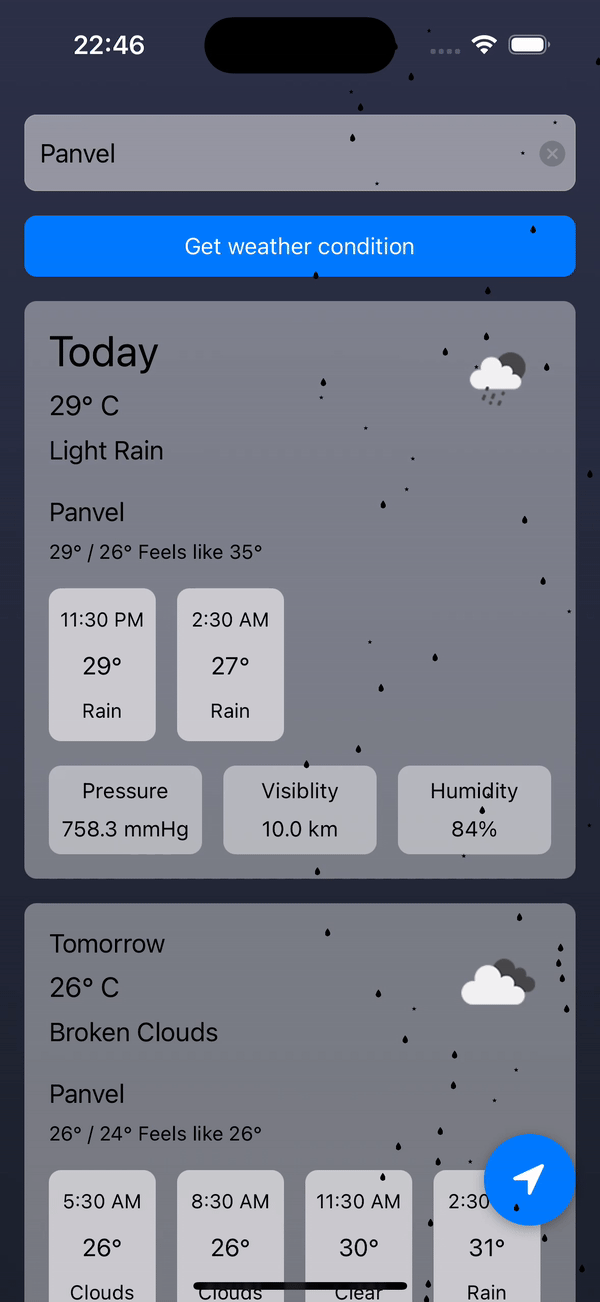 22:46
Panvel
Get weather condition
Today
29° C
Light Rain
Panvel
29° / 26° Feels like 35°
11:30 PM 2:30 AM
29° 27°
Rain Rain
Pressure Visiblity Humidity
758.3 mmHg 10.0 km 84%
Tomorrow
26° C
Broken Clouds
Panvel
26° / 24° Feels like 26°
5:30 AM 8:30 AM 11:30 AM 2:30
26° 26° 30° 31°
Clouds Clouds Clear Rain